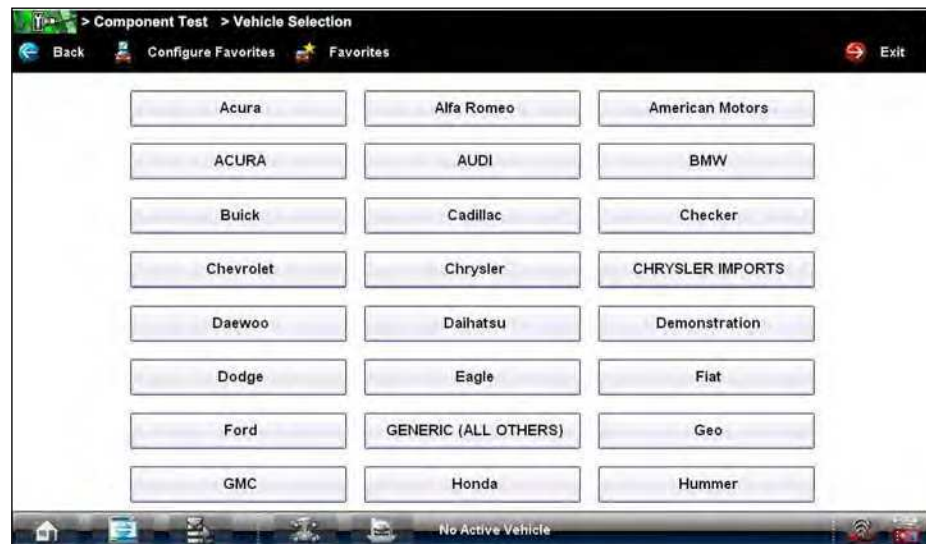 > Component Test > Vehicle Selection
Back Configure Favorites Favorites Exit
Acura Alfa Romeo American Motors
ACURA AUDI BMW
Buick Cadillac Checker
Chevrolet Chrysler CHRYSLER IMPORTS
Daewoo Daihatsu Demonstration
Dodge Eagle Fiat
Ford GENERIC (ALL OTHERS) Geo
GMC Honda Hummer
No Active Vehicle